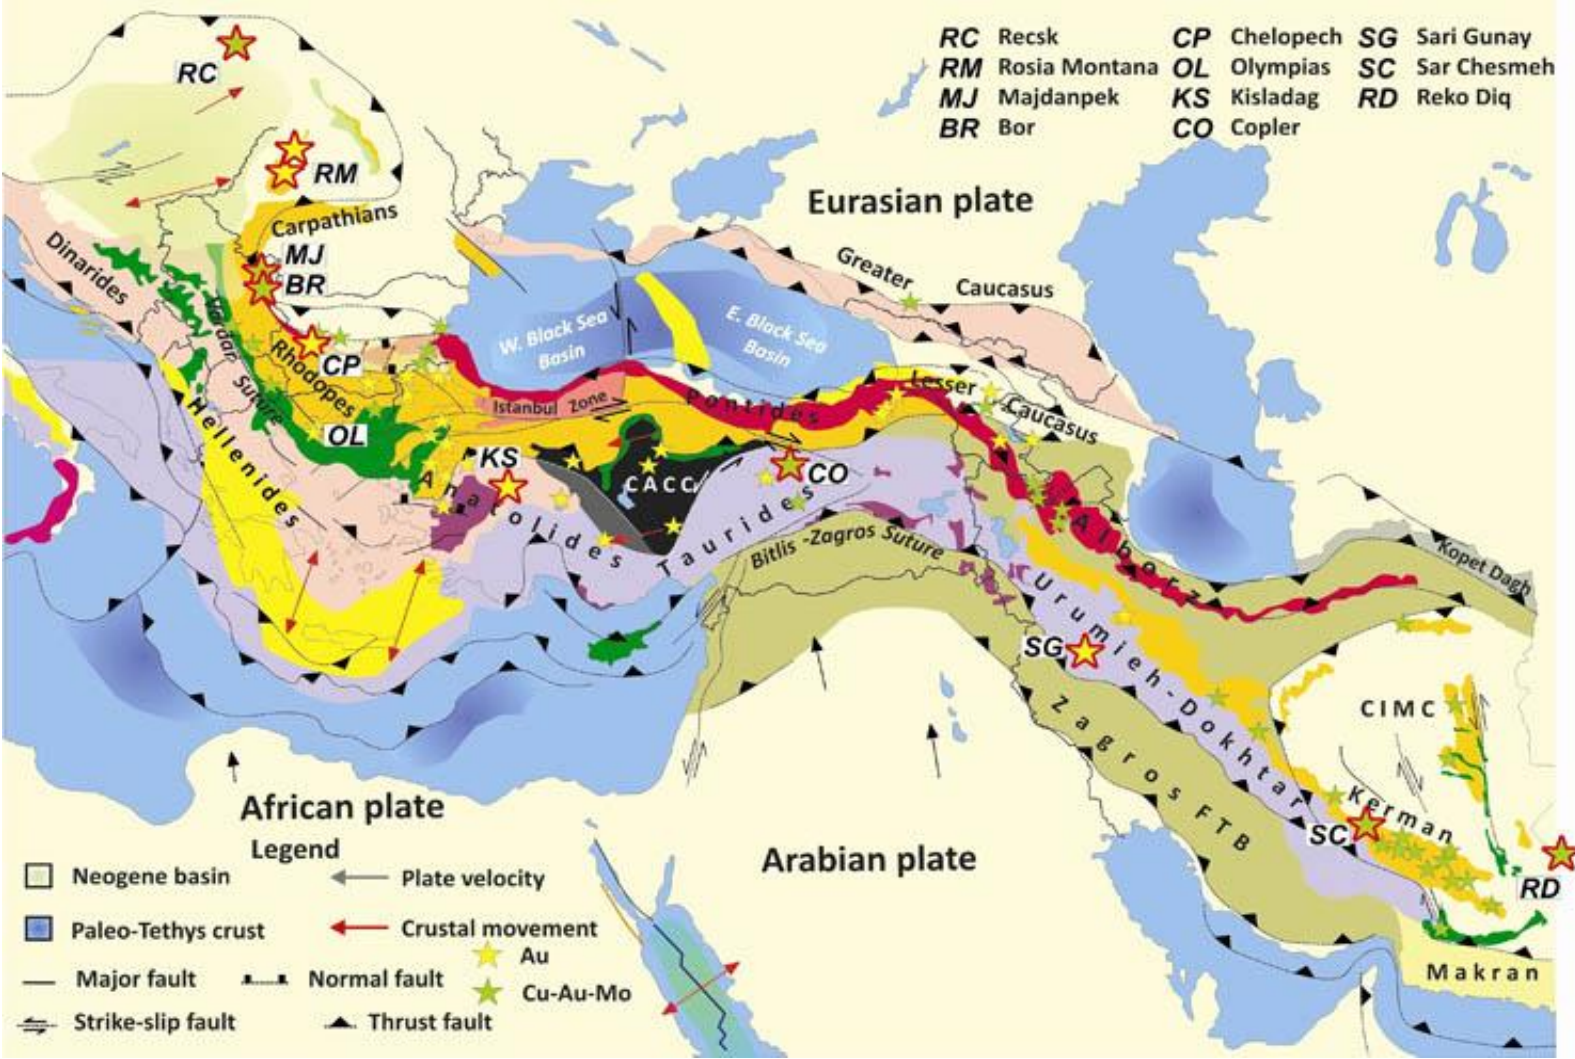 RC Recsk CP Chelopech SG Sari Gunay
RM Rosia Montana OL Olympias SC Sar Chesmeh
MJ Majdanpek KS Kisladag RD Reko Diq
BR Bor CO Copler
RC
RM
Eurasian plate
Carpathians
Dinarides
MJ
BR
Greater Caucasus
Vardar Suture
W. Black Sea
Basin
E. Black Sea
Basin
CP
Rhodopes
Lesser Caucasus
Istanbul Zone
Pontides
Hellenides
OL
KS
CACC
CO
Anatolides
Taurides
Bitlis -Zagros Suture
Alborz
Kopet Dagh
SG
Urumieh-Dokhtar
CIMC
Zagros FTB
Kerman
SC
RD
African plate
Arabian plate
Makran
Legend
Neogene basin Plate velocity
Paleo-Tethys crust Crustal movement
Au
Major fault Normal fault
Cu-Au-Mo
Strike-slip fault Thrust fault